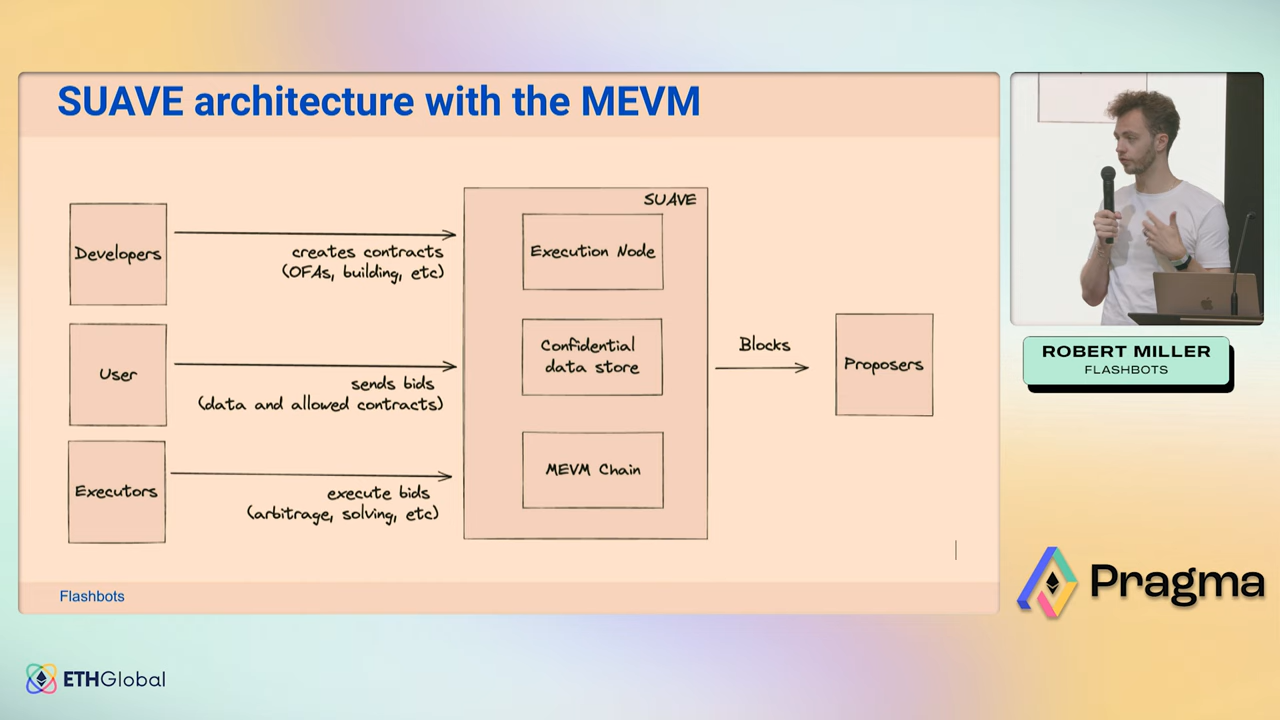 SUAVE architecture with the MEVM
SUAVE
Developers
creates contracts
(OFAs, building, etc)
Execution Node
User
sends bids
(data and allowed contracts)
Confidential
data store
Blocks
Proposers
Executors
execute bids
(arbitrage, solving, etc)
MEVM Chain
Flashbots
ROBERT MILLER
FLASHBOTS
Pragma
ETHGlobal